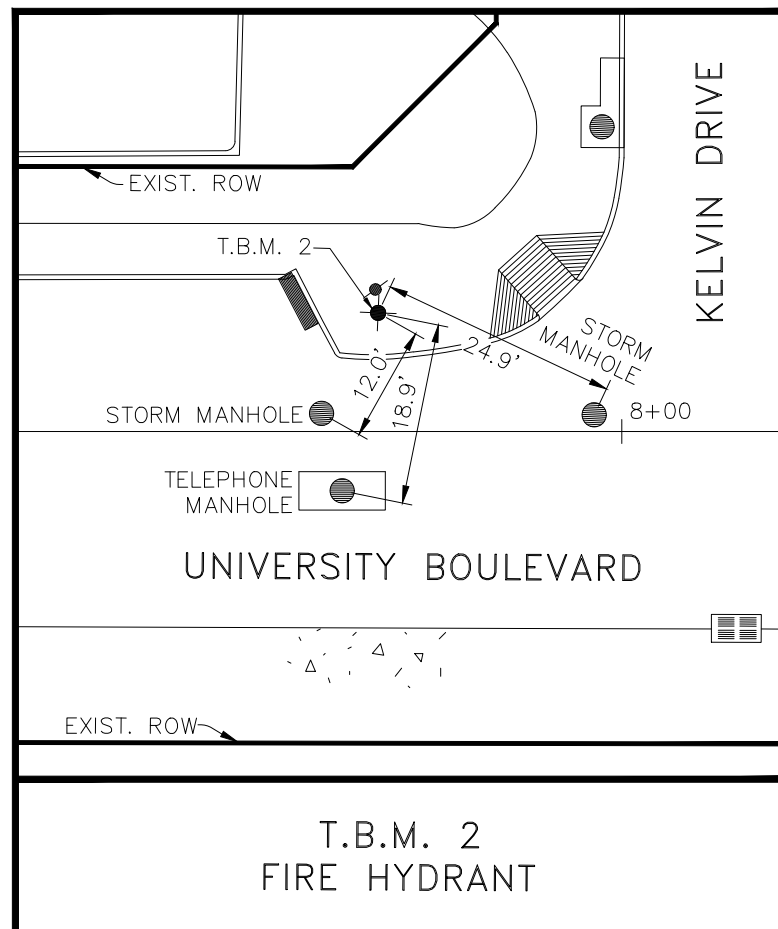 KELVIN DRIVE
EXIST. ROW
T.B.M. 2
STORM
MANHOLE
24.9'
12.0'
18.9'
STORM MANHOLE
8+00
TELEPHONE
MANHOLE
UNIVERSITY BOULEVARD
EXIST. ROW
T.B.M. 2
FIRE HYDRANT